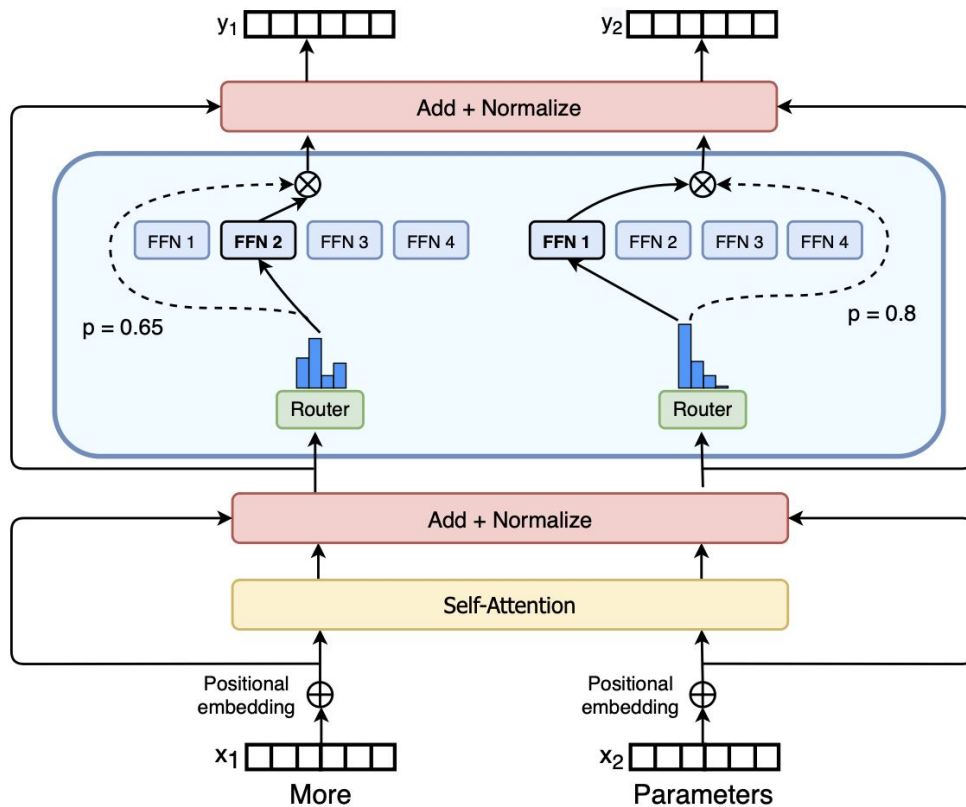 y1 y2
Add + Normalize
FFN 1 FFN 2 FFN 3 FFN 4 FFN 1 FFN 2 FFN 3 FFN 4
p = 0.65 p = 0.8
Router Router
Add + Normalize
Self-Attention
Positional
embedding
Positional
embedding
x1 x2
More Parameters